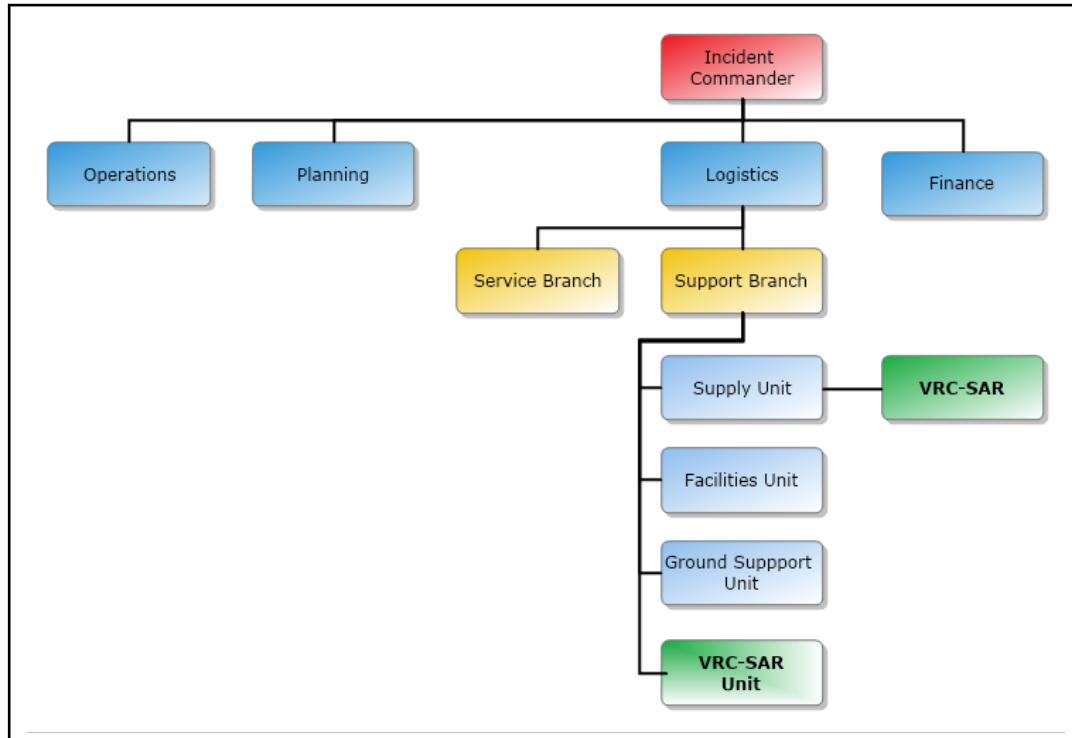 Incident
Commander
Operations
Planning
Logistics
Finance
Service Branch
Support Branch
Supply Unit
VRC-SAR
Facilities Unit
Ground Suppport
Unit
VRC-SAR
Unit